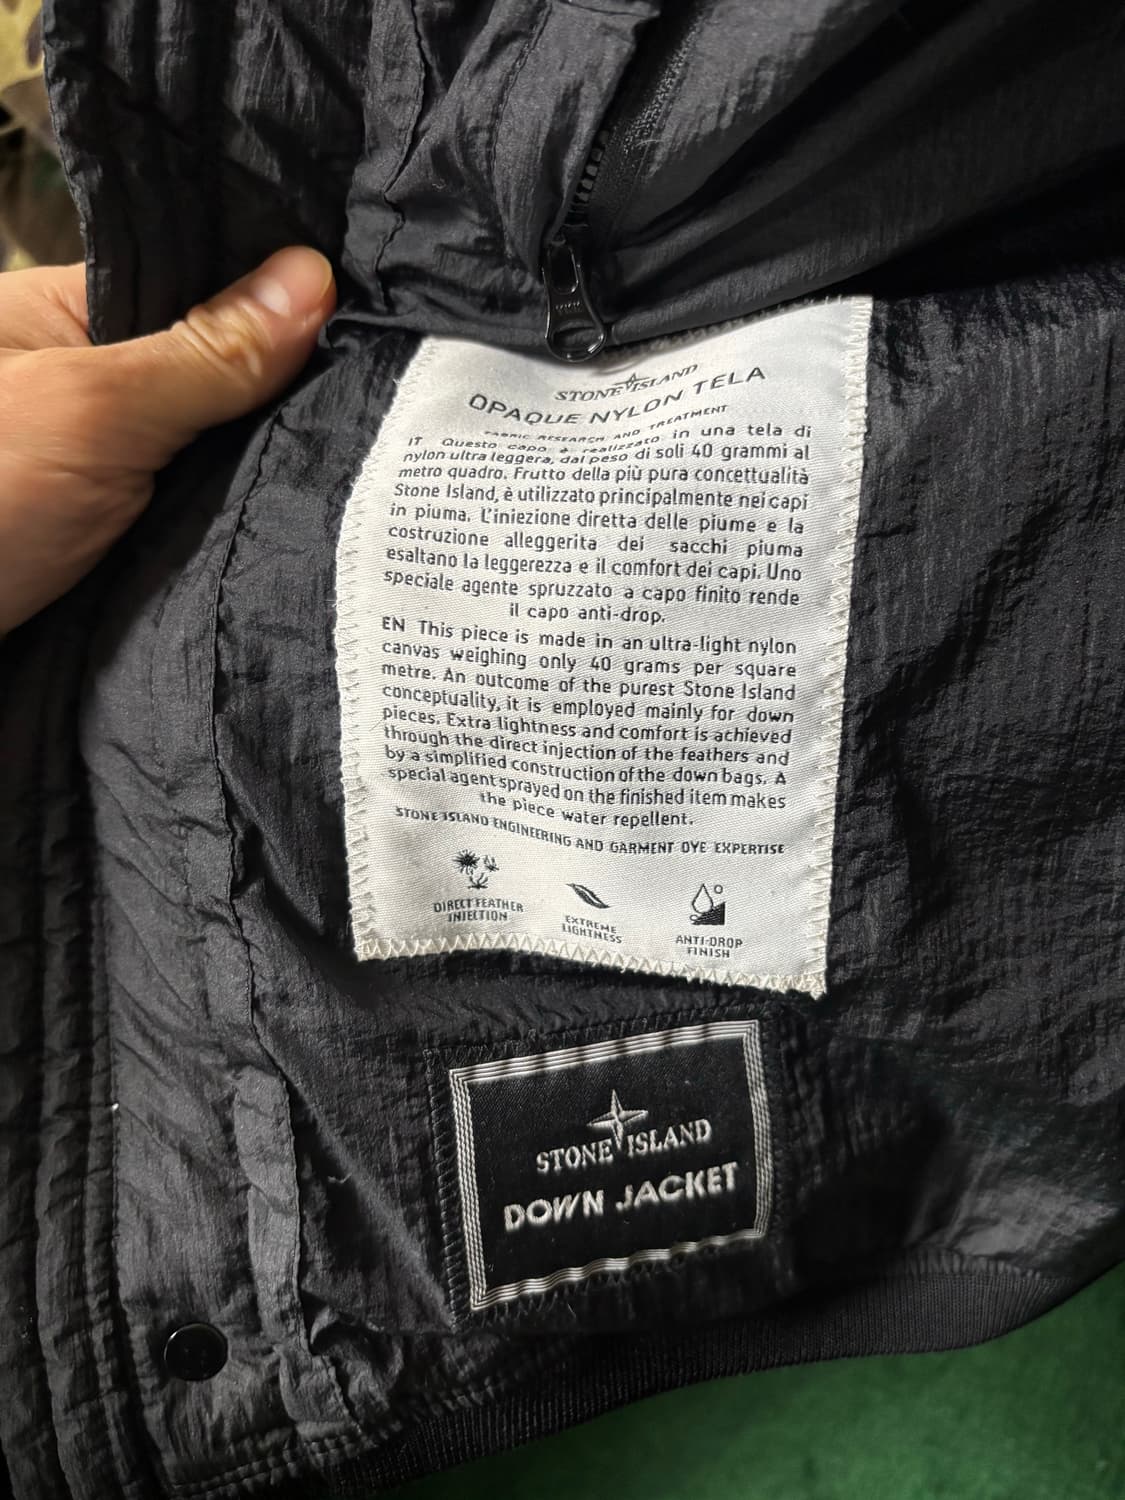 STONE ISLAND
OPAQUE NYLON TELA
FABRIC RESEARCH AND TREATMENT
IT Questo capo è realizzato in una tela di
nylon ultra leggera, dal peso di soli 40 grammi al
metro quadro. Frutto della più pura concettualità
Stone Island, è utilizzato principalmente nei capi
in piuma. L'iniezione diretta delle piume e la
costruzione alleggerita dei sacchi piuma
esaltano la leggerezza e il comfort dei capi. Uno
speciale agente spruzzato a capo finito rende
il capo anti-drop.
EN This piece is made in an ultra-light nylon
canvas weighing only 40 grams per square
metre. An outcome of the purest Stone Island
conceptuality, it is employed mainly for down
pieces. Extra lightness and comfort is achieved
through the direct injection of the feathers and
by a simplified construction of the down bags. A
special agent sprayed on the finished item makes
the piece water repellent.
STONE ISLAND ENGINEERING AND GARMENT DYE EXPERTISE
DIRECT FEATHER
INJECTION
EXTREME
LIGHTNESS
ANTI-DROP
FINISH
STONE ISLAND
DOWN JACKET